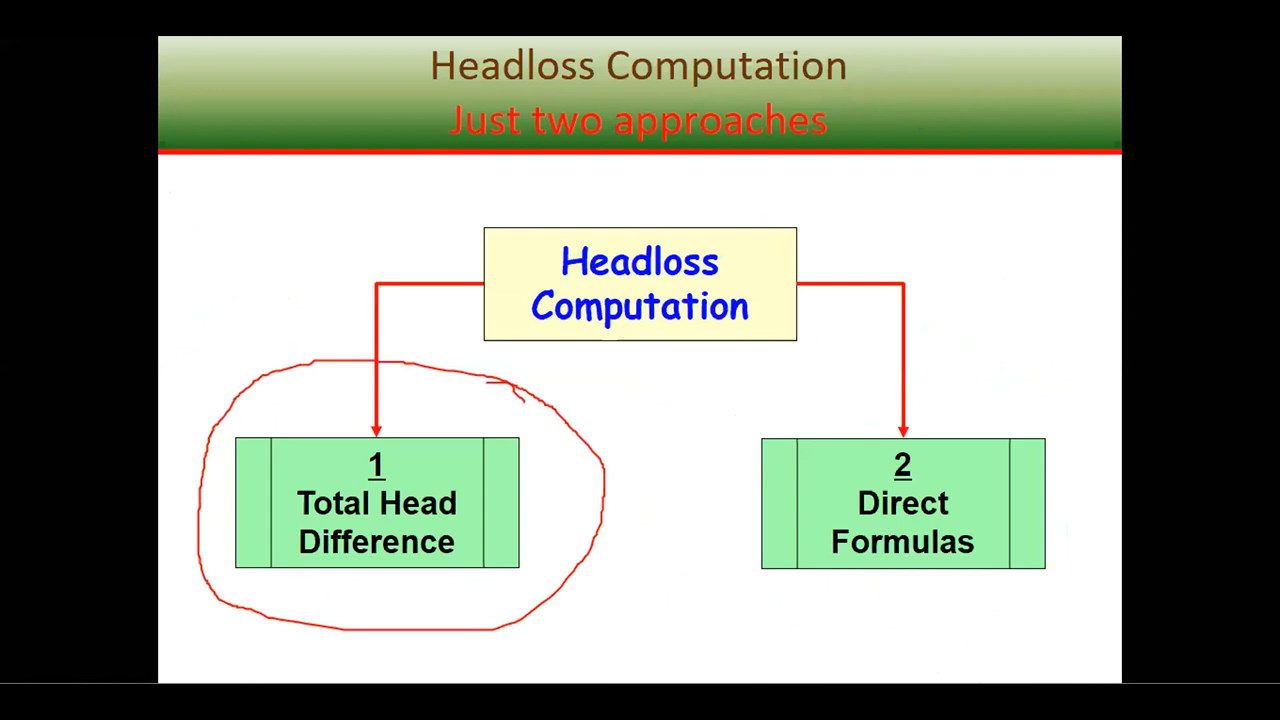 Headloss Computation
Just two approaches
Headloss
Computation
1
Total Head
Difference
2
Direct
Formulas